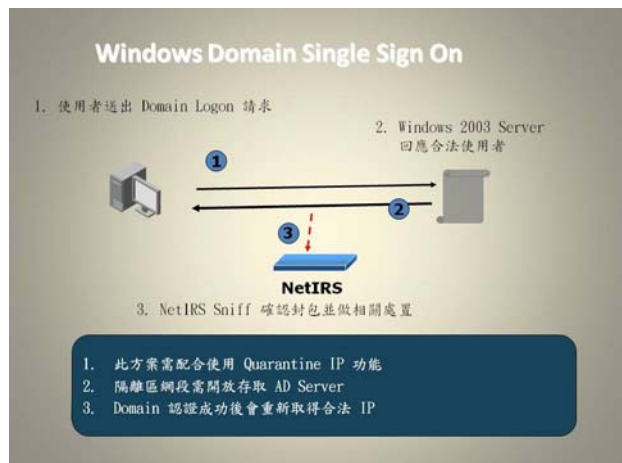 Windows Domain Single Sign On
1. 使用者送出 Domain Logon 請求
2. Windows 2003 Server
回應合法使用者
1
2
3
NetIRS
3. NetIRS Sniff 確認封包並做相關處置
1. 此方案需配合使用 Quarantine IP 功能
2. 隔離區網段需開放存取 AD Server
3. Domain 認證成功後會重新取得合法 IP